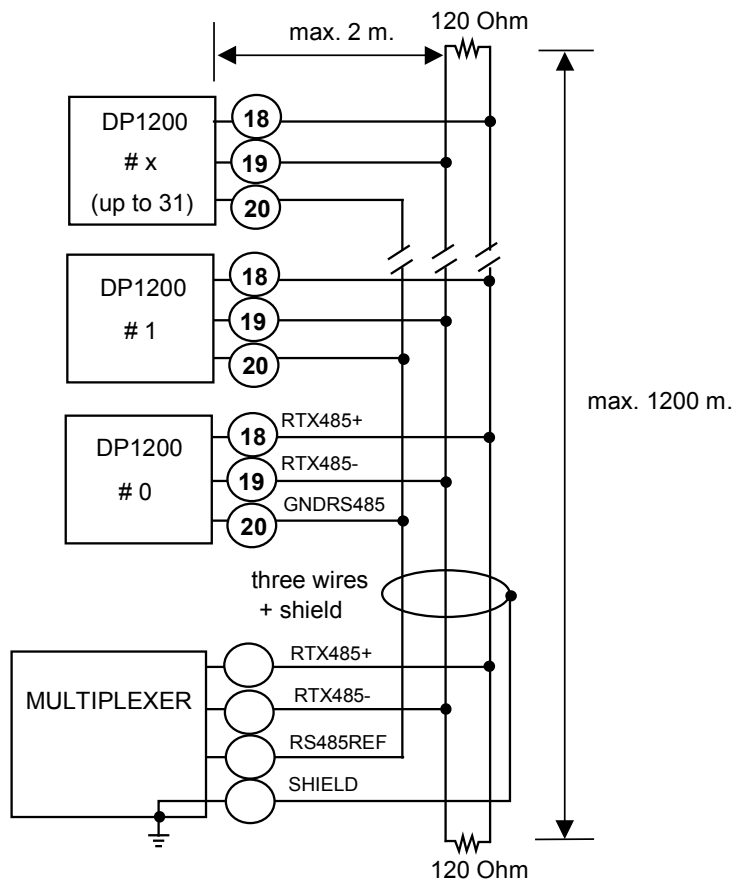 120 Ohm
max. 2 m.
DP1200
# x
(up to 31)
18
19
20
DP1200
# 1
18
19
20
max. 1200 m.
DP1200
# 0
18
RTX485+
19
RTX485-
20
GNDRS485
three wires
+ shield
MULTIPLEXER
RTX485+
RTX485-
RS485REF
SHIELD
120 Ohm